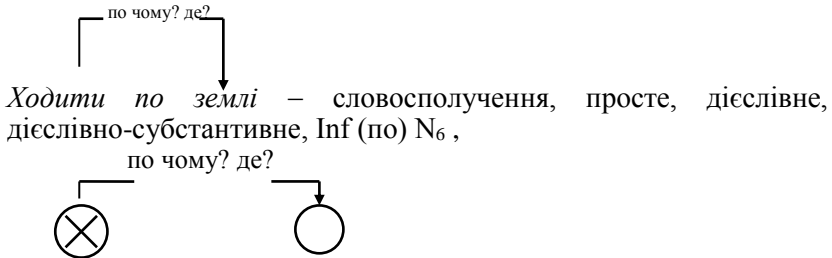 по чому? де?
Ходити по землі – словосполучення, просте, дієслівне,
дієслівно-субстантивне, Inf (по) N₆ ,
по чому? де?